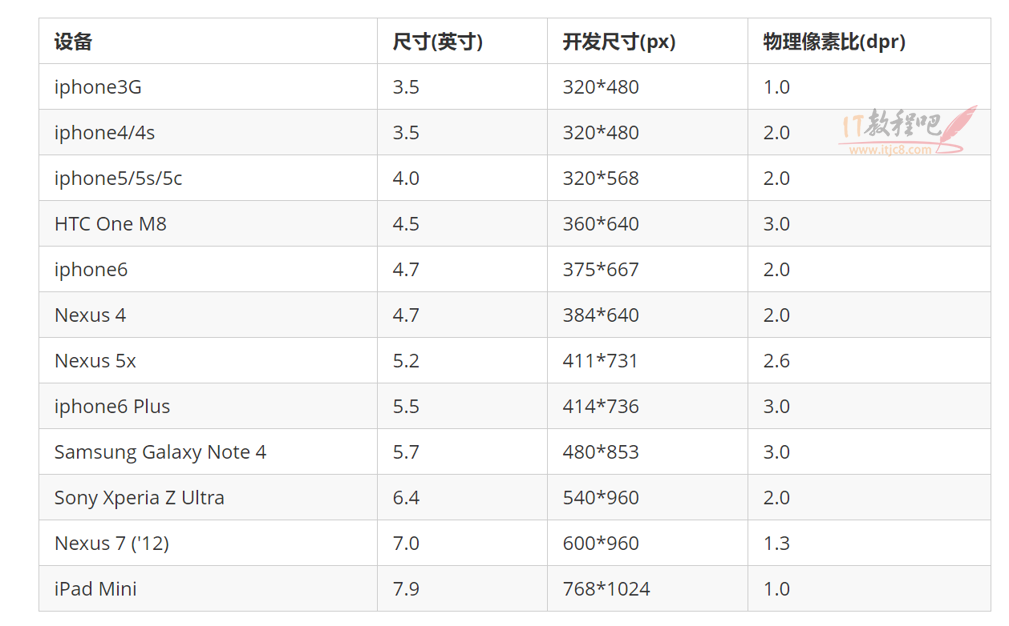 设备 尺寸(英寸) 开发尺寸(px) 物理像素比(dpr)
iphone3G 3.5 320*480 1.0
iphone4/4s 3.5 320*480 2.0
IT教程吧
www.itjc8.com
iphone5/5s/5c 4.0 320*568 2.0
HTC One M8 4.5 360*640 3.0
iphone6 4.7 375*667 2.0
Nexus 4 4.7 384*640 2.0
Nexus 5x 5.2 411*731 2.6
iphone6 Plus 5.5 414*736 3.0
Samsung Galaxy Note 4 5.7 480*853 3.0
Sony Xperia Z Ultra 6.4 540*960 2.0
Nexus 7 ('12) 7.0 600*960 1.3
iPad Mini 7.9 768*1024 1.0